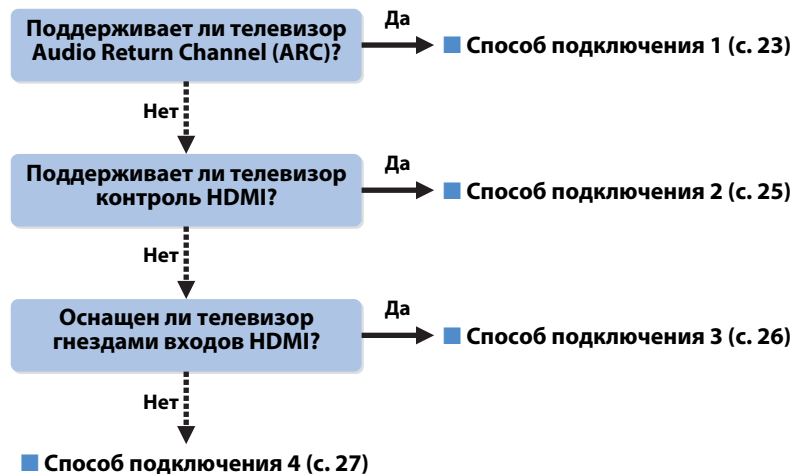 Поддерживает ли телевизор
Audio Return Channel (ARC)?
Да
Способ подключения 1 (с. 23)
Нет
Поддерживает ли телевизор
контроль HDMI?
Да
Способ подключения 2 (с. 25)
Нет
Оснащен ли телевизор
гнездами входов HDMI?
Да
Способ подключения 3 (с. 26)
Нет
Способ подключения 4 (с. 27)